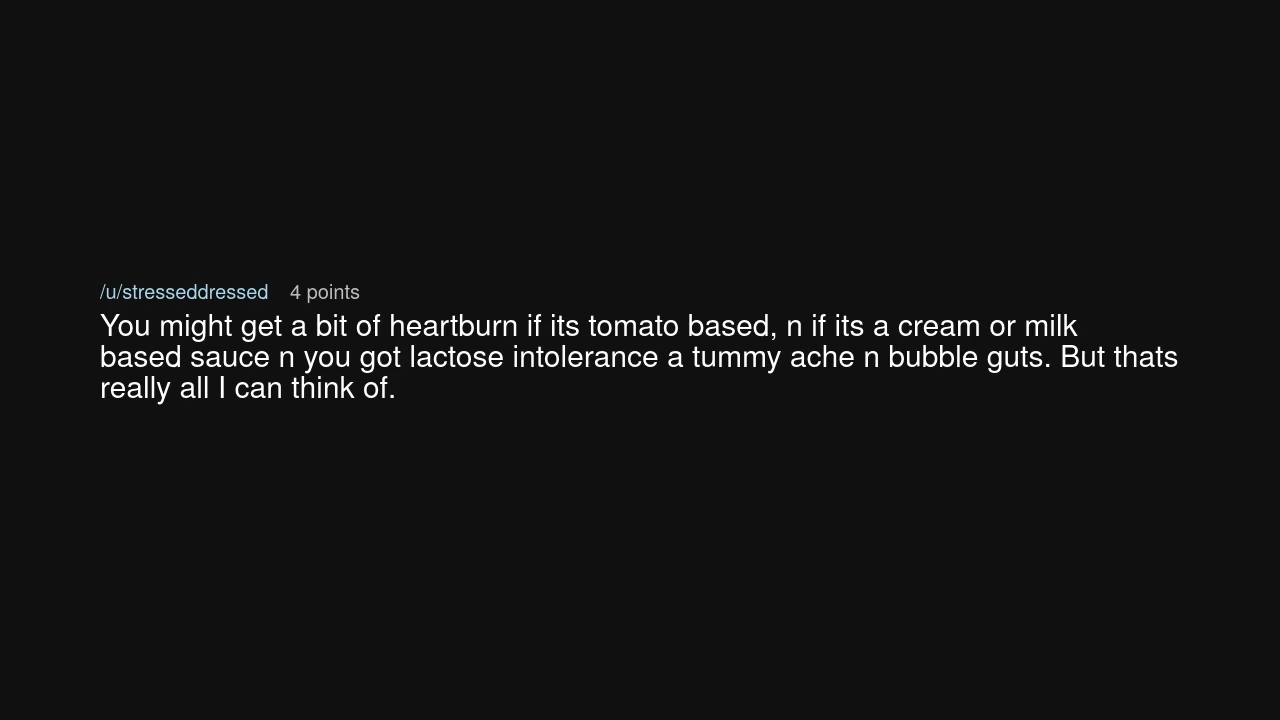 /u/stresseddressed 4 points
You might get a bit of heartburn if its tomato based, n if its a cream or milk
based sauce n you got lactose intolerance a tummy ache n bubble guts. But thats
really all I can think of.